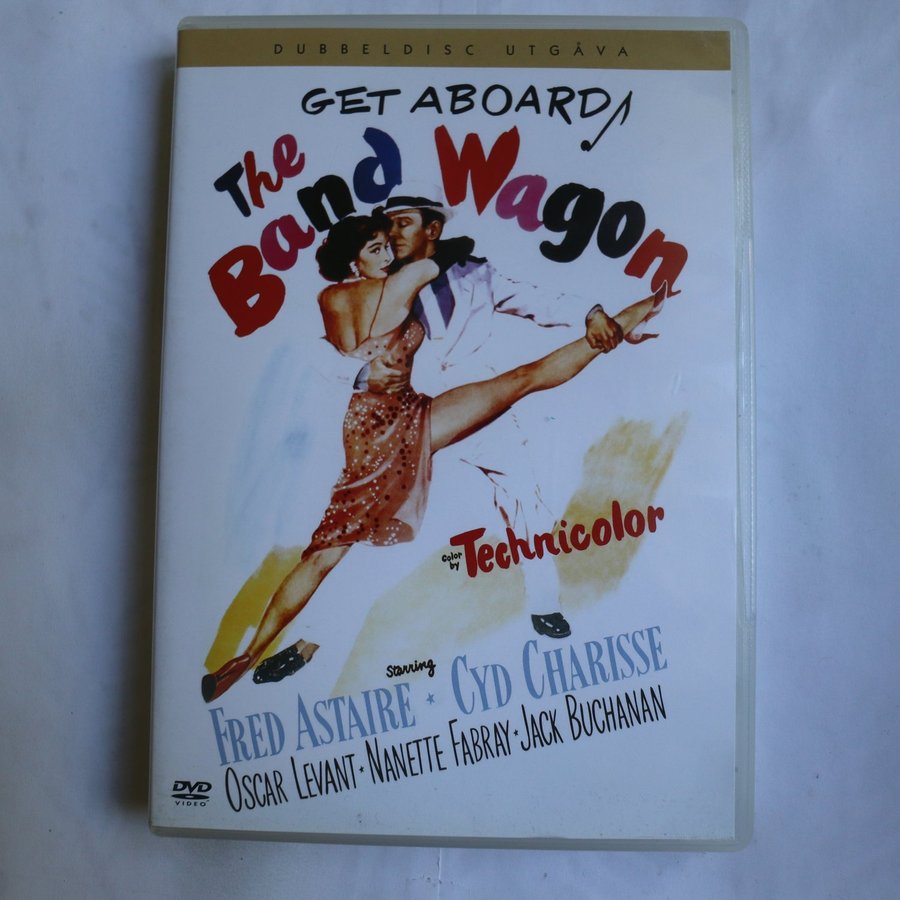 DUBBELDISC UTGÅVA
GET ABOARD
The
Band Wagon
Color by
Technicolor
Starring
FRED ASTAIRE · CYD CHARISSE
OSCAR LEVANT · NANETTE FABRAY · JACK BUCHANAN
DVD
VIDEO